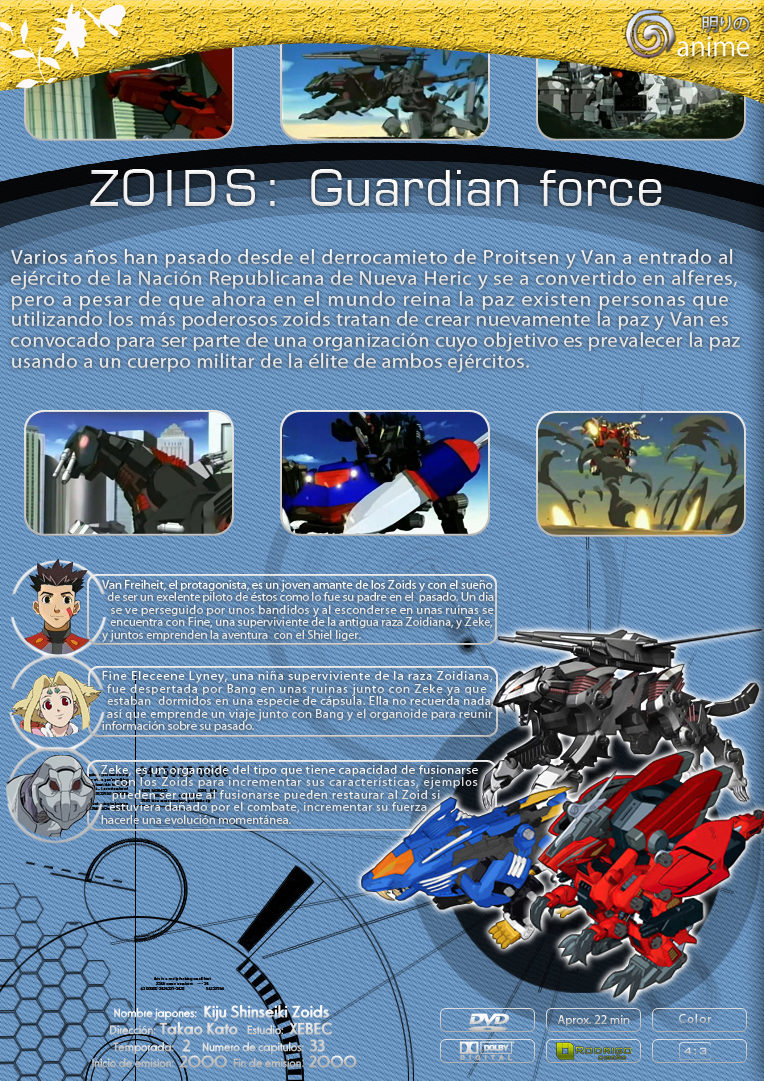 明りの
anime
ZOIDS: Guardian force
Varios años han pasado desde el derrocamieto de Proitsen y Van a entrado al
ejército de la Nación Republicana de Nueva Heric y se a convertido en alferes,
pero a pesar de que ahora en el mundo reina la paz existen personas que
utilizando los más poderosos zoids tratan de crear nuevamente la paz y Van es
convocado para ser parte de una organización cuyo objetivo es prevalecer la paz
usando a un cuerpo militar de la élite de ambos ejércitos.
Van Freiheit, el protagonista, es un joven amante de los Zoids y con el sueño
de ser un exelente piloto de éstos como lo fue su padre en el pasado. Un dia
se ve perseguido por unos bandidos y al esconderse en unas ruinas se
encuentra con Fine, una superviviente de la antigua raza Zoidiana, y Zeke,
y juntos emprenden la aventura con el Shiel liger.
Fine Eleceene Lyney, una niña superviviente de la raza Zoidiana,
fue despertada por Bang en unas ruinas junto con Zeke ya que
estaban dormidos en una especie de cápsula. Ella no recuerda nada
así que emprende un viaje junto con Bang y el organoide para reunir
información sobre su pasado.
Zeke, es un organoide del tipo que tiene capacidad de fusionarse
con los Zoids para incrementar sus características, ejemplos
pueden ser que al fusionarse pueden restaurar al Zoid si
estuviera dañado por el combate, incrementar su fuerza,
hacerle una evolución momentánea.
Nombre japones: Kiju Shinseiki Zoids
Dirección: Takao Kato Estudio: XEBEC
Temporada: 2 Numero de capitulos: 33
Inicio de emision: 2000 Fin de emision: 2000
DVD
Aprox. 22 min
Color
DOLBY
DIGITAL
RODRIGO
4:3